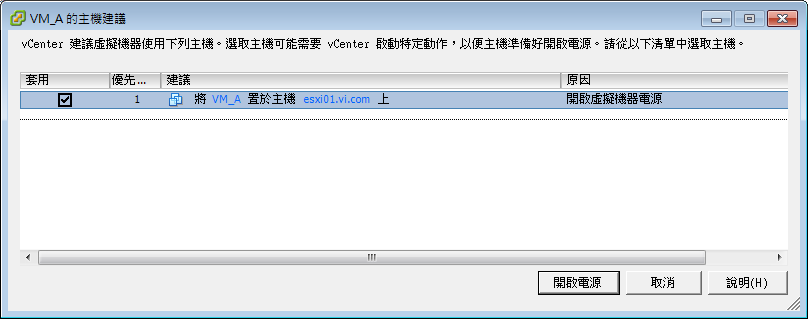 VM_A 的主機建議
vCenter 建議虛擬機器使用下列主機。選取主機可能需要 vCenter 啟動特定動作，以便主機準備好開啟電源。請從以下清單中選取主機。
套用 優先... 建議 原因
1 將 VM_A 置於主機 esxi01.vi.com 上 開啟虛擬機器電源
開啟電源 取消 說明(H)